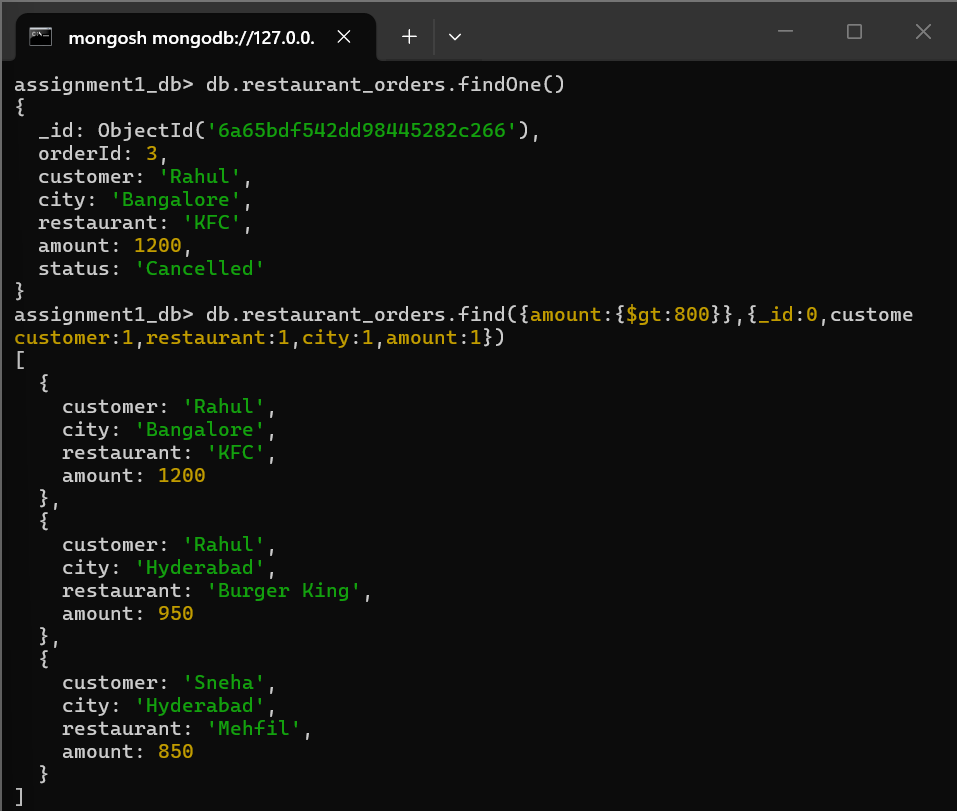 mongosh mongodb://127.0.0.
assignment1_db> db.restaurant_orders.findOne()
{
  _id: ObjectId('6a65bdf542dd98445282c266'),
  orderId: 3,
  customer: 'Rahul',
  city: 'Bangalore',
  restaurant: 'KFC',
  amount: 1200,
  status: 'Cancelled'
}
assignment1_db> db.restaurant_orders.find({amount:{$gt:800}},{_id:0,custome
customer:1,restaurant:1,city:1,amount:1})
[
  {
    customer: 'Rahul',
    city: 'Bangalore',
    restaurant: 'KFC',
    amount: 1200
  },
  {
    customer: 'Rahul',
    city: 'Hyderabad',
    restaurant: 'Burger King',
    amount: 950
  },
  {
    customer: 'Sneha',
    city: 'Hyderabad',
    restaurant: 'Mehfil',
    amount: 850
  }
]